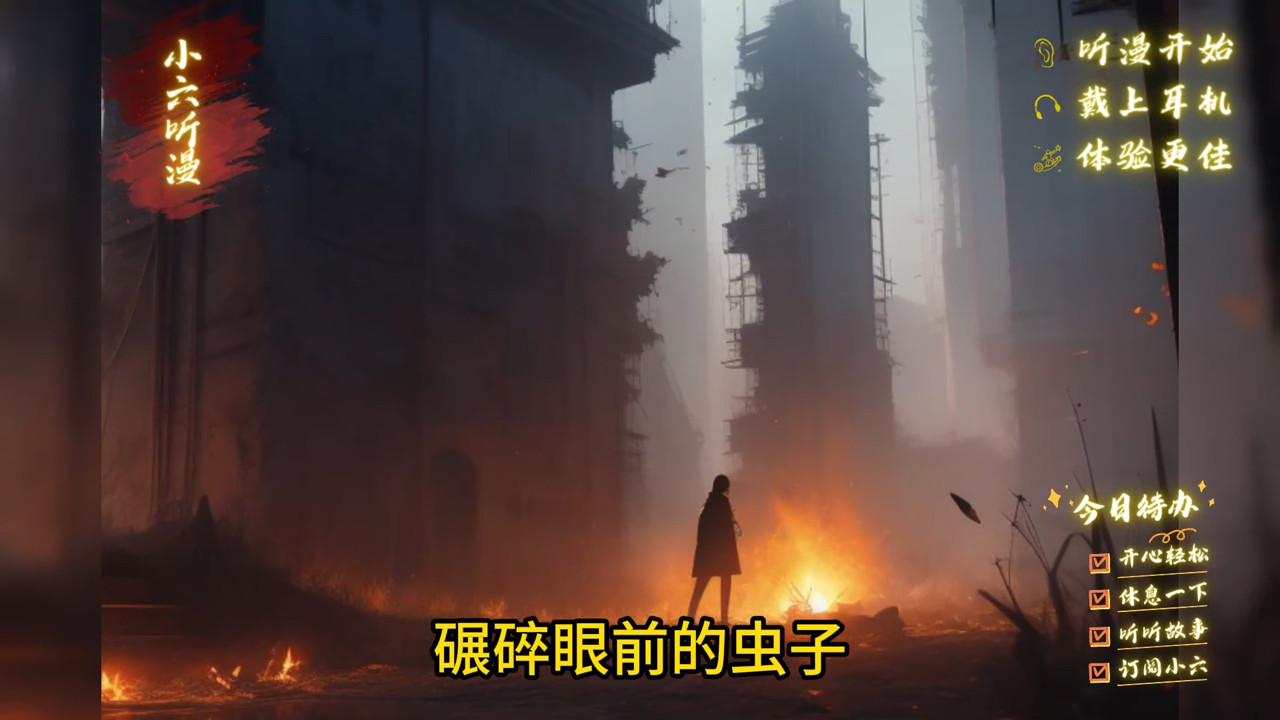 小六听漫
听漫开始
戴上耳机
体验更佳
今日待办
开心轻松
休息一下
听听故事
订阅小六
碾碎眼前的虫子